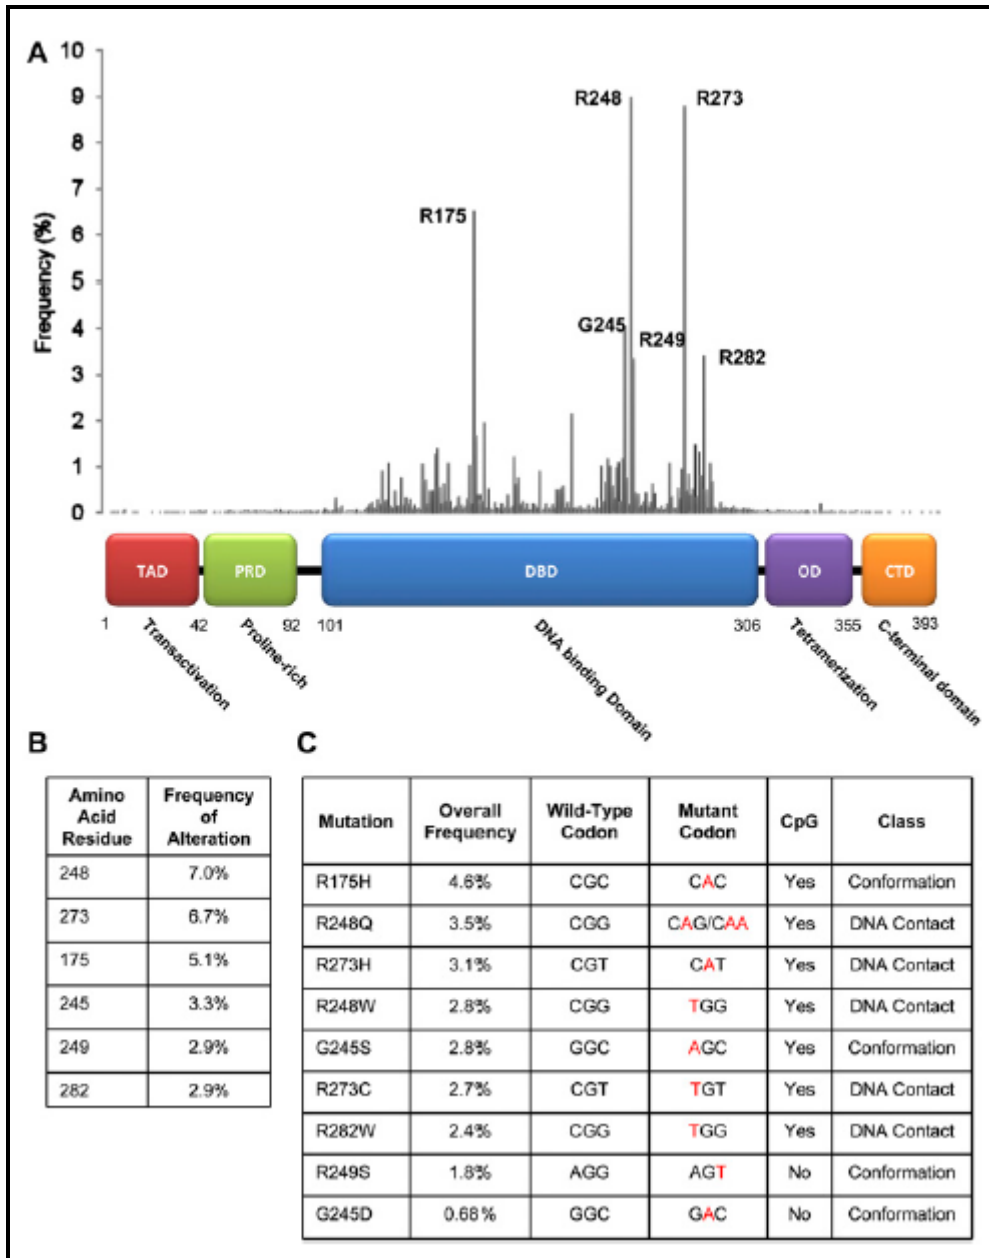 A
10
9
8
7
6
5
4
3
2
1
0
Frequency (%)
R175
R248
R273
G245
R249
R282
TAD PRD DBD OD CTD
1 42 92 101 306 355 393
Transactivation
Proline-rich
DNA binding Domain
Tetramerization
C-terminal domain
B
Amino Acid Residue Frequency of Alteration
248 7.0%
273 6.7%
175 5.1%
245 3.3%
249 2.9%
282 2.9%
C
Mutation Overall Frequency Wild-Type Codon Mutant Codon CpG Class
R175H 4.6% CGC CAC Yes Conformation
R248Q 3.5% CGG CAG/CAA Yes DNA Contact
R273H 3.1% CGT CAT Yes DNA Contact
R248W 2.8% CGG TGG Yes DNA Contact
G245S 2.8% GGC AGC Yes Conformation
R273C 2.7% CGT TGT Yes DNA Contact
R282W 2.4% CGG TGG Yes DNA Contact
R249S 1.8% AGG AGT No Conformation
G245D 0.68% GGC GAC No Conformation